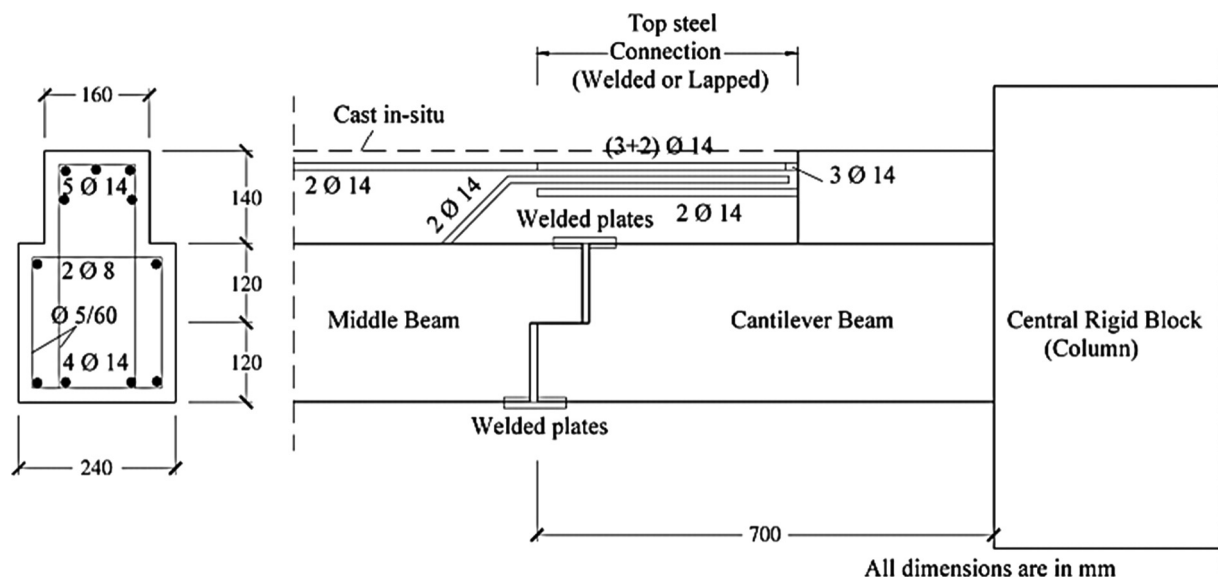 Top steel
Connection
(Welded or Lapped)
160
Cast in-situ
(3+2) Ø 14
5 Ø 14
2 Ø 14
2 Ø 14
3 Ø 14
140
2 Ø 14
Welded plates
2 Ø 8
120
Ø 5/60
Middle Beam
Cantilever Beam
Central Rigid Block
(Column)
4 Ø 14
120
Welded plates
240
700
All dimensions are in mm